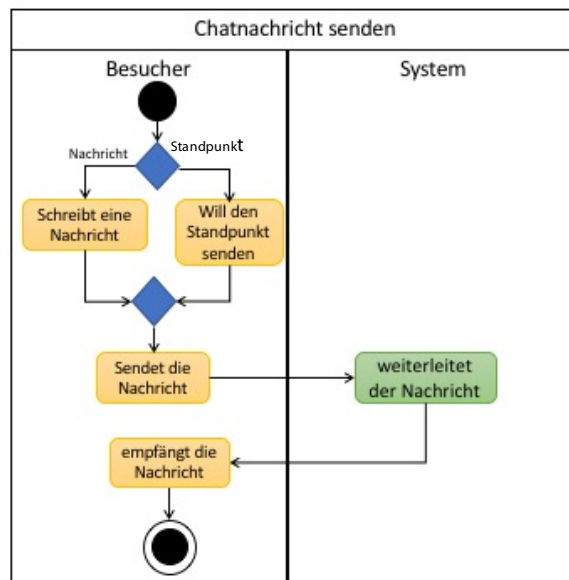 Chatnachricht senden
Besucher
System
Nachricht
Standpunkt
Schreibt eine
Nachricht
Will den
Standpunkt
senden
Sendet die
Nachricht
weiterleitet
der Nachricht
empfängt die
Nachricht